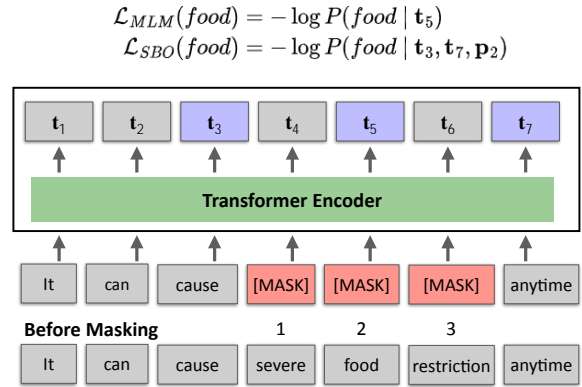 ℒ_MLM(food) = − log P(food | t₅)
ℒ_SBO(food) = − log P(food | t₃, t₇, p₂)
t₁ t₂ t₃ t₄ t₅ t₆ t₇
Transformer Encoder
It can cause [MASK] [MASK] [MASK] anytime
Before Masking 1 2 3
It can cause severe food restriction anytime